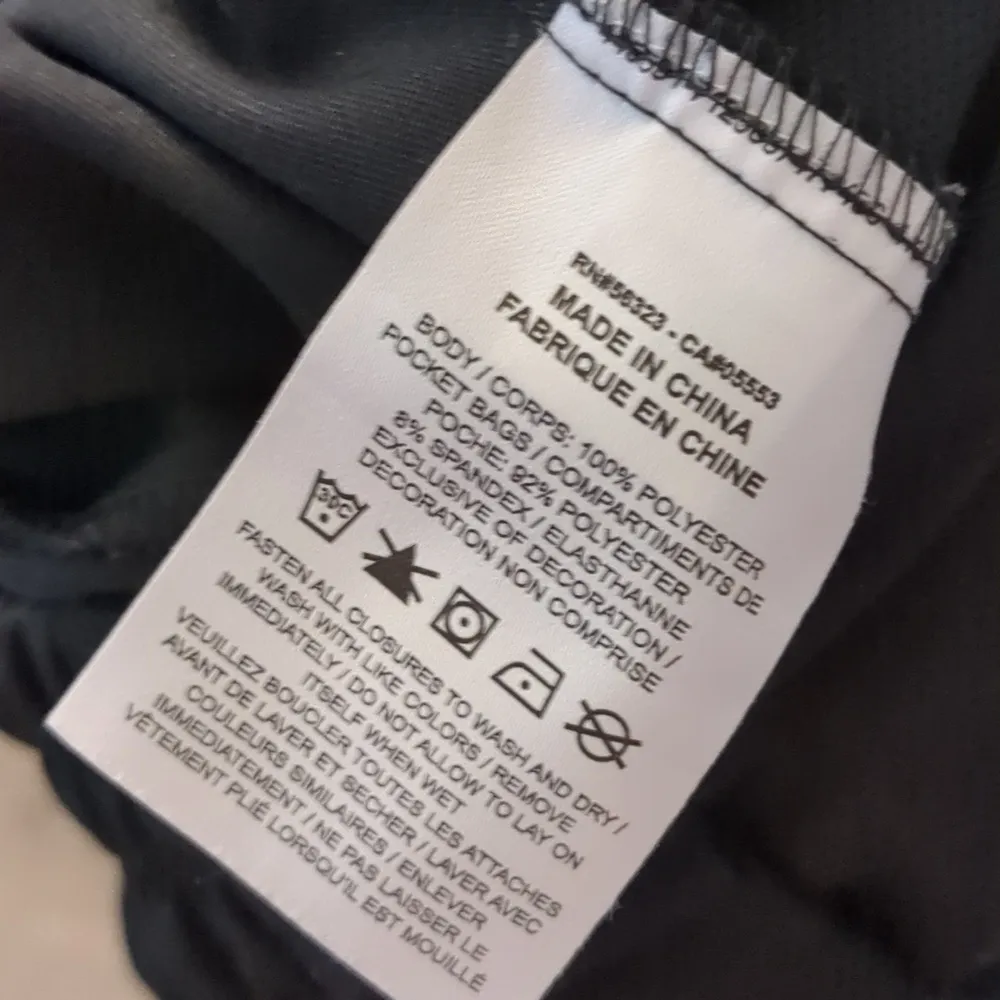 RN#56323 - CA#05553
MADE IN CHINA
FABRIQUE EN CHINE
BODY / CORPS: 100% POLYESTER
POCKET BAGS / COMPARTIMENTS DE
POCHE: 92% POLYESTER
8% SPANDEX / ELASTHANNE
EXCLUSIVE OF DECORATION /
DECORATION NON COMPRISE
30C
FASTEN ALL CLOSURES TO WASH AND DRY /
WASH WITH LIKE COLORS / REMOVE
IMMEDIATELY / DO NOT ALLOW TO LAY ON
ITSELF WHEN WET
VEUILLEZ BOUCLER TOUTES LES ATTACHES
AVANT DE LAVER ET SECHER / LAVER AVEC
COULEURS SIMILAIRES / ENLEVER
IMMEDIATEMENT / NE PAS LAISSER LE
VÊTEMENT PLIÉ LORSQU'IL EST MOUILLÉ